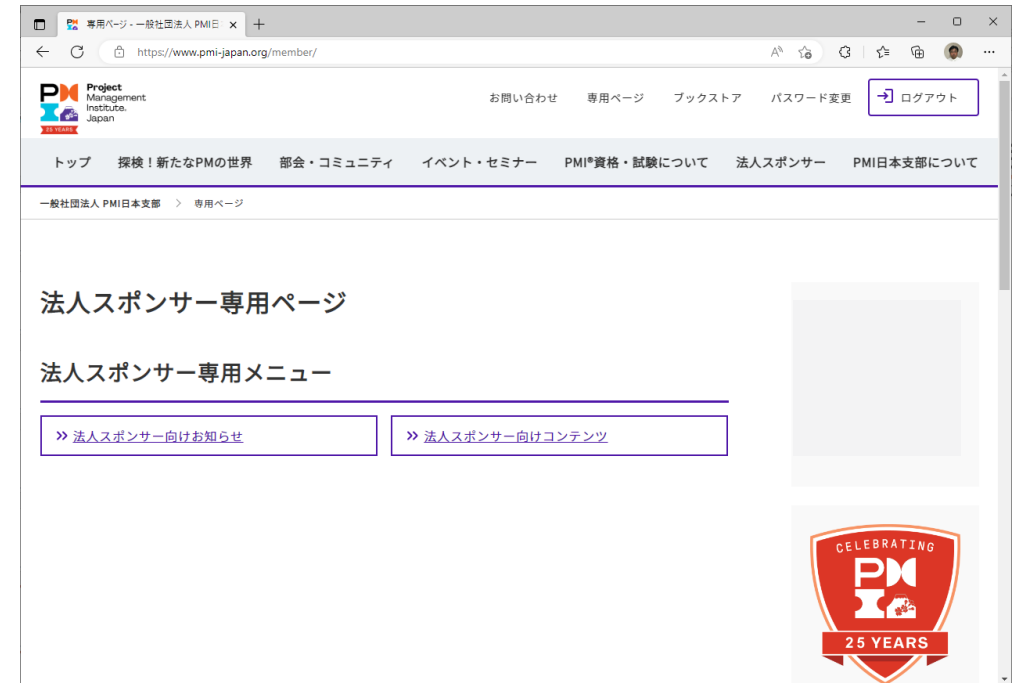 専用ページ - 一般社団法人 PMI日
https://www.pmi-japan.org/member/
Project
Management
Institute.
Japan
25 YEARS
お問い合わせ 専用ページ ブックストア パスワード変更 ログアウト
トップ 探検！新たなPMの世界 部会・コミュニティ イベント・セミナー PMI®資格・試験について 法人スポンサー PMI日本支部について
一般社団法人 PMI日本支部 > 専用ページ
法人スポンサー専用ページ
法人スポンサー専用メニュー
法人スポンサー向けお知らせ
法人スポンサー向けコンテンツ
CELEBRATING
PMI
25 YEARS